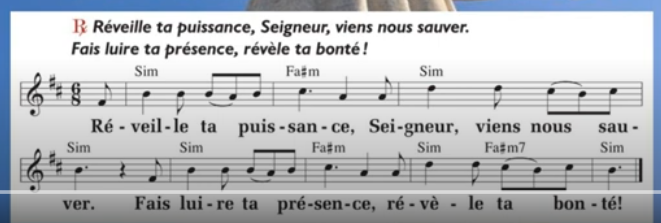 ℟ Réveille ta puissance, Seigneur, viens nous sauver.
Fais luire ta présence, révèle ta bonté !
Sim Fa#m Sim
6
8
Ré - veil - le ta puis - san - ce, Sei - gneur, viens nous sau -
Sim Sim Fa#m Sim Fa#m7 Sim
ver. Fais lui - re ta pré - sen - ce, ré - vè - le ta bon - té!